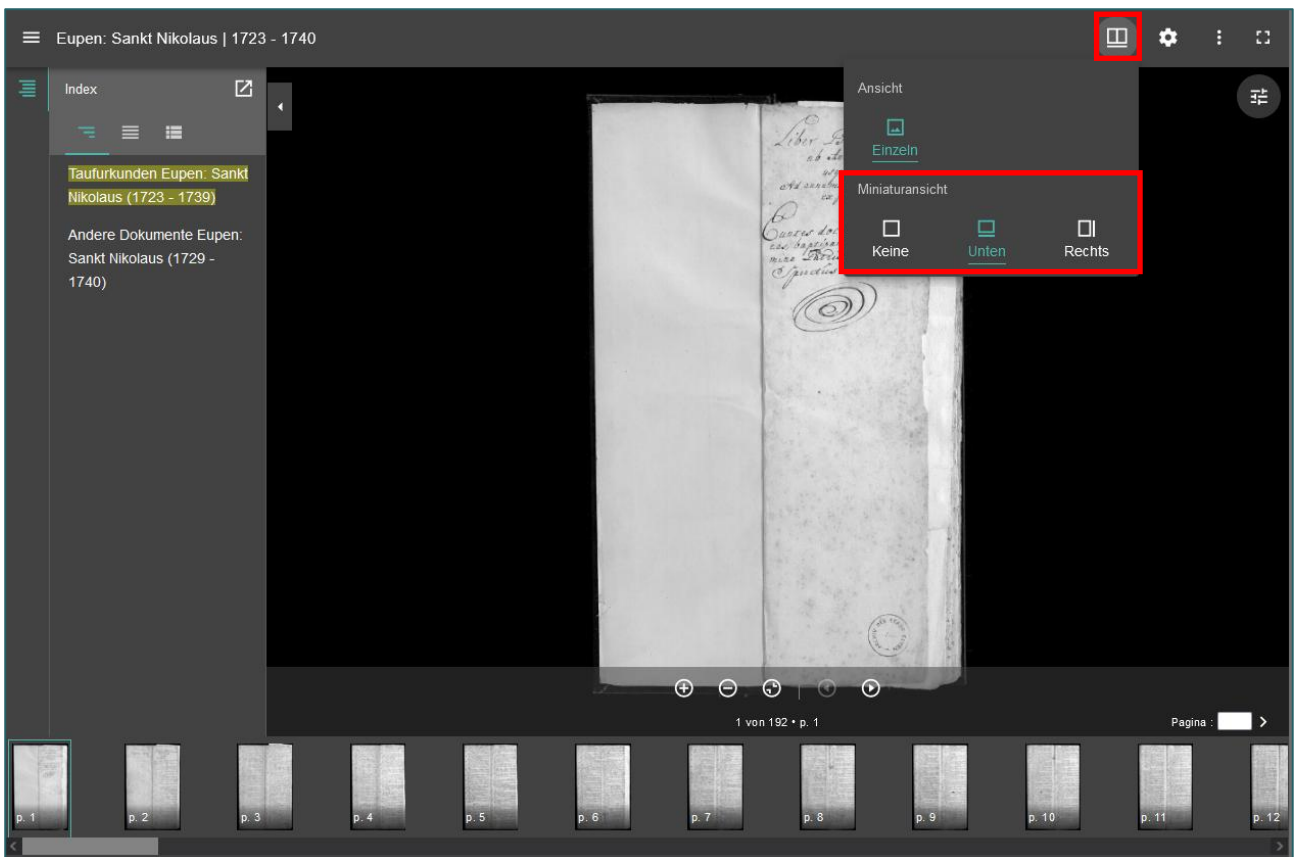 Eupen: Sankt Nikolaus | 1723 - 1740
Index
Taufurkunden Eupen: Sankt
Nikolaus (1723 - 1739)
Andere Dokumente Eupen:
Sankt Nikolaus (1729 -
1740)
Ansicht
Einzeln
Miniaturansicht
Keine
Unten
Rechts
Liber
ab
1 von 192 • p. 1
Pagina :
p. 1
p. 2
p. 3
p. 4
p. 5
p. 6
p. 7
p. 8
p. 9
p. 10
p. 11
p. 12